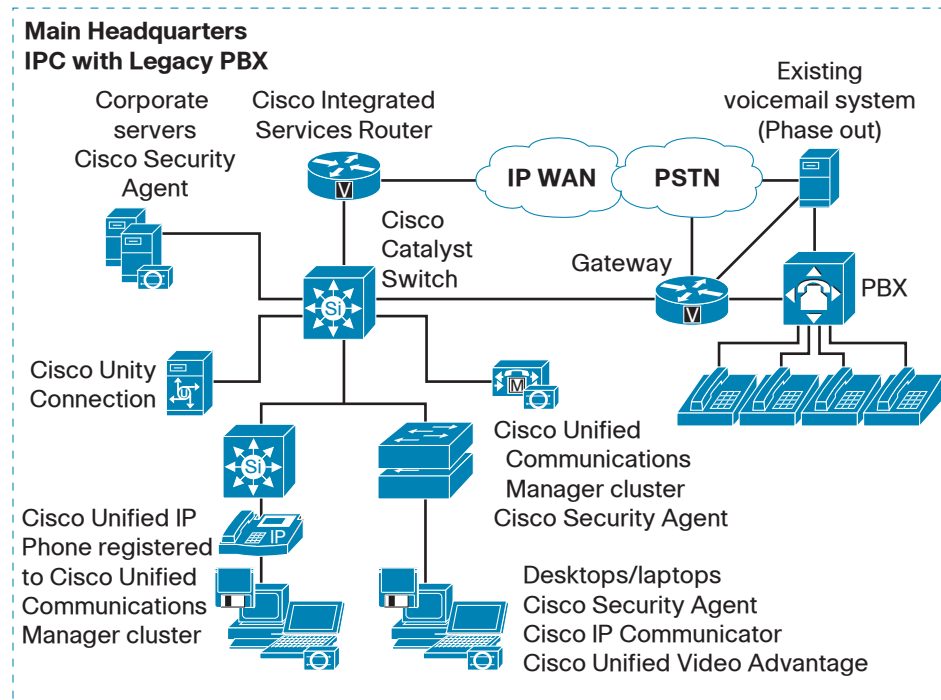 Main Headquarters
IPC with Legacy PBX
Corporate
servers
Cisco Security
Agent
Cisco Integrated
Services Router
Existing
voicemail system
(Phase out)
IP WAN
PSTN
V
Cisco
Catalyst
Switch
Gateway
Si
V
PBX
Cisco Unity
Connection
M
Si
Cisco Unified
Communications
Manager cluster
Cisco Security Agent
Cisco Unified IP
Phone registered
to Cisco Unified
Communications
Manager cluster
IP
Desktops/laptops
Cisco Security Agent
Cisco IP Communicator
Cisco Unified Video Advantage